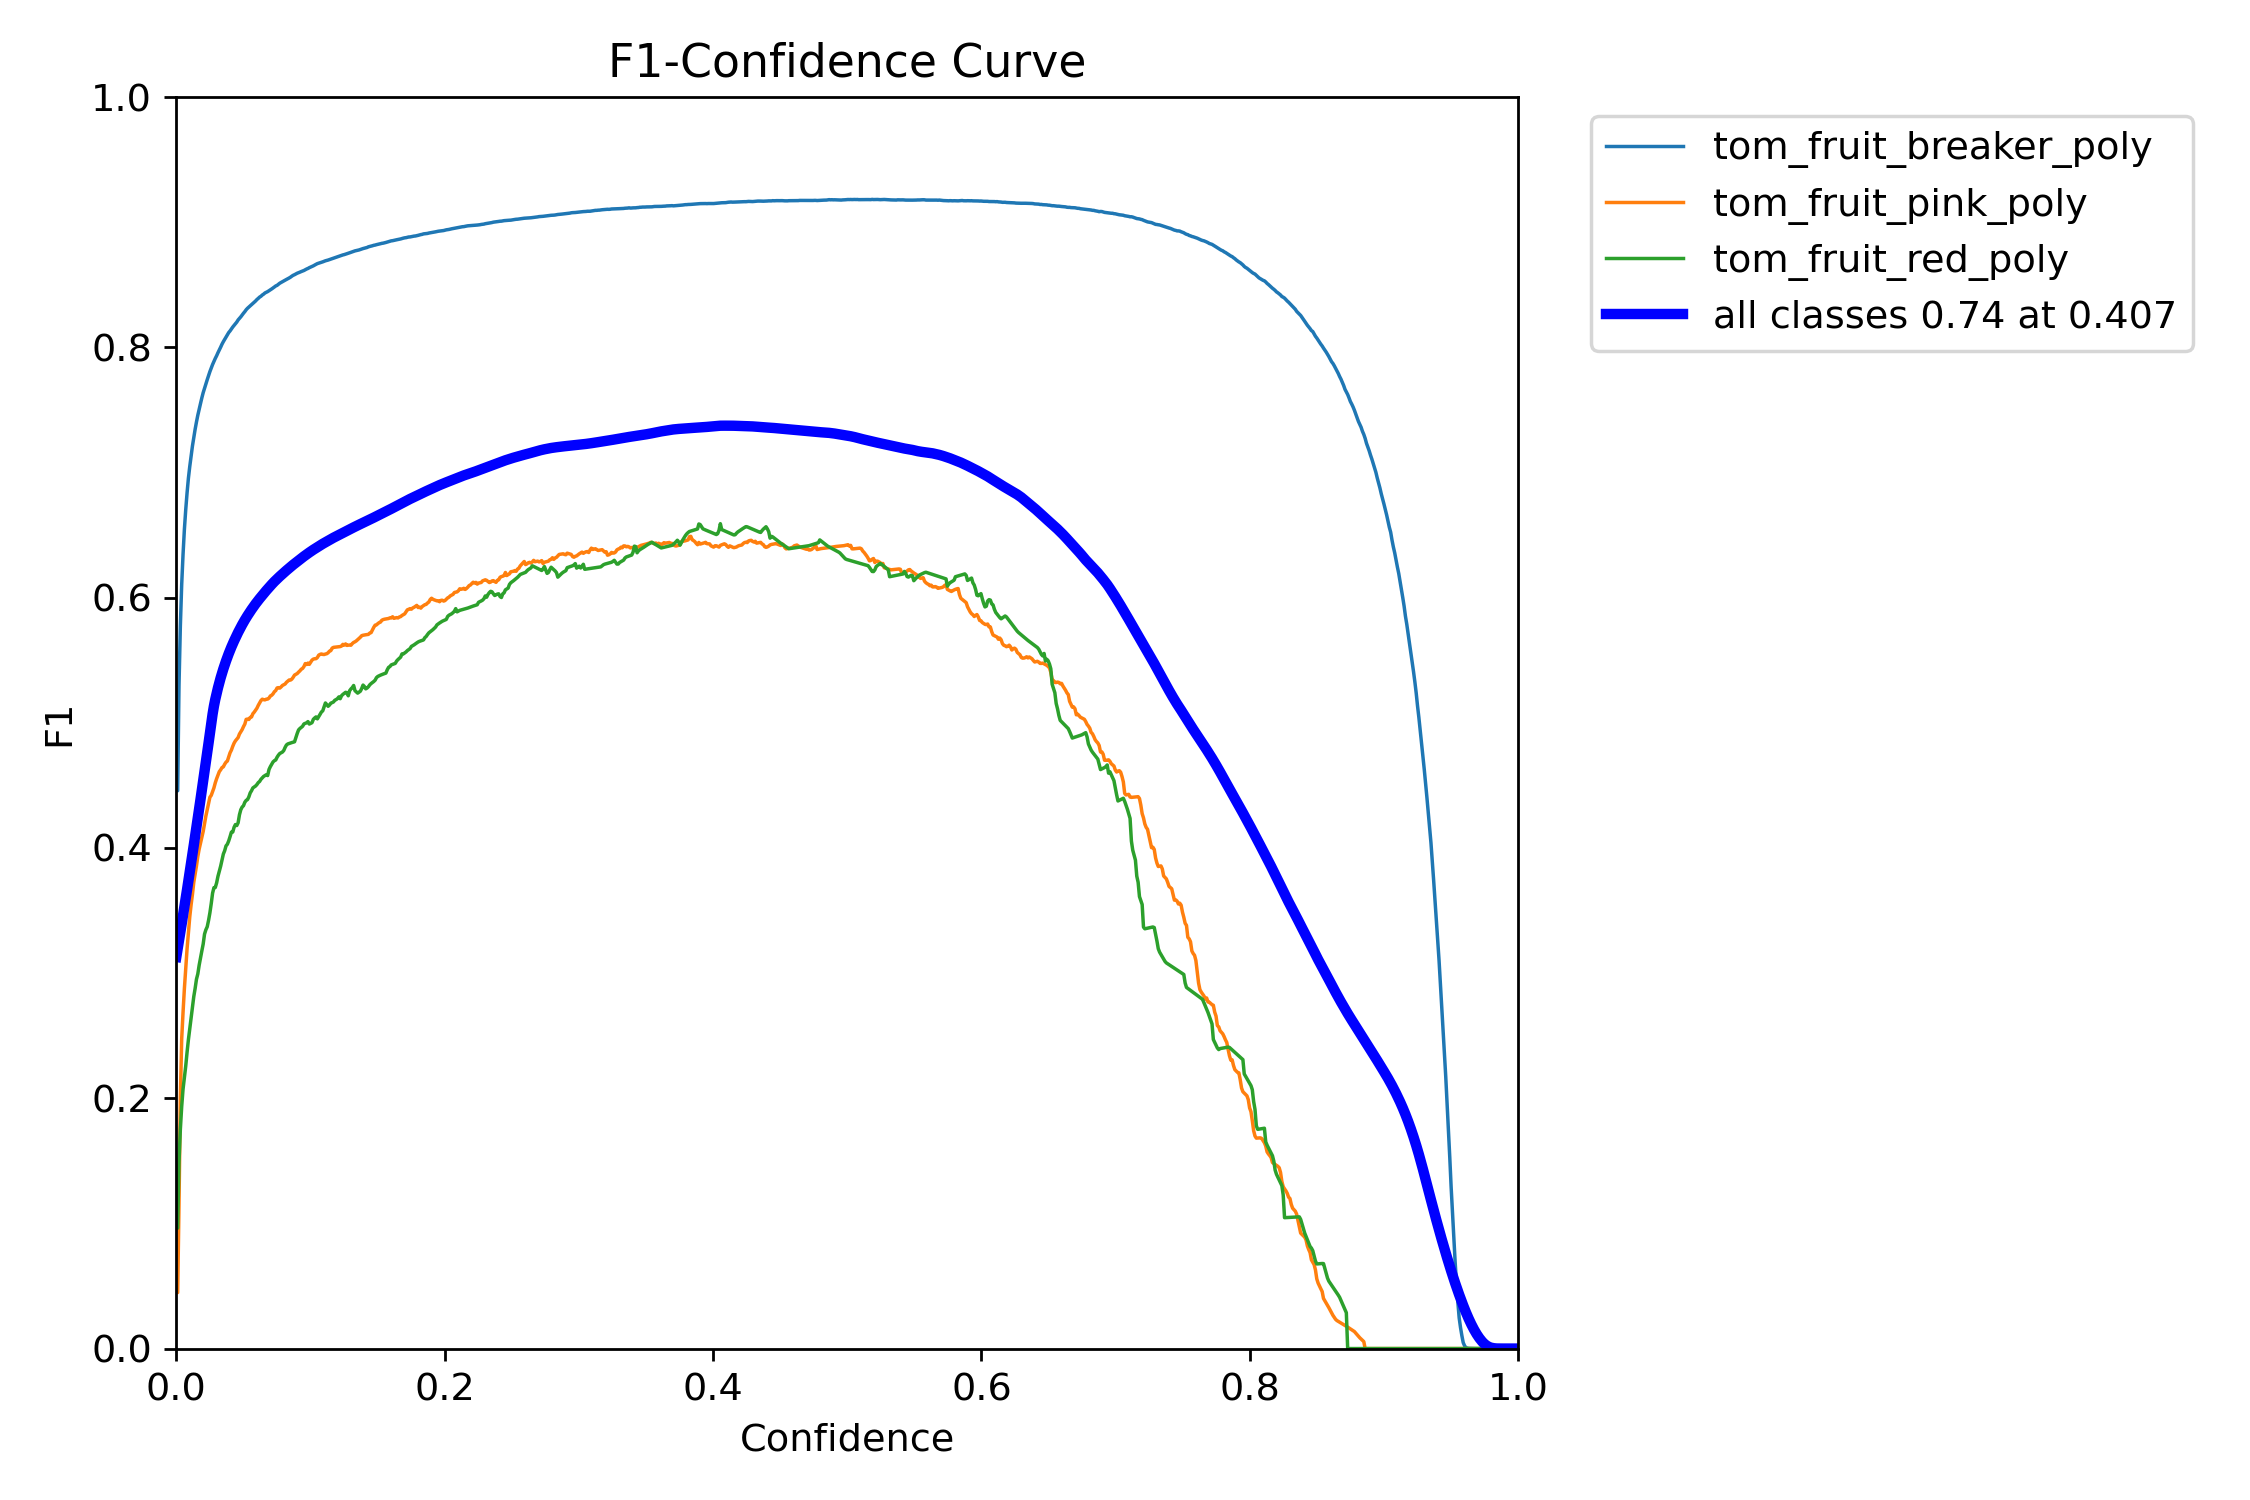 F1-Confidence Curve
1.0
0.8
0.6
0.4
0.2
0.0
F1
0.0 0.2 0.4 0.6 0.8 1.0
Confidence
tom_fruit_breaker_poly
tom_fruit_pink_poly
tom_fruit_red_poly
all classes 0.74 at 0.407